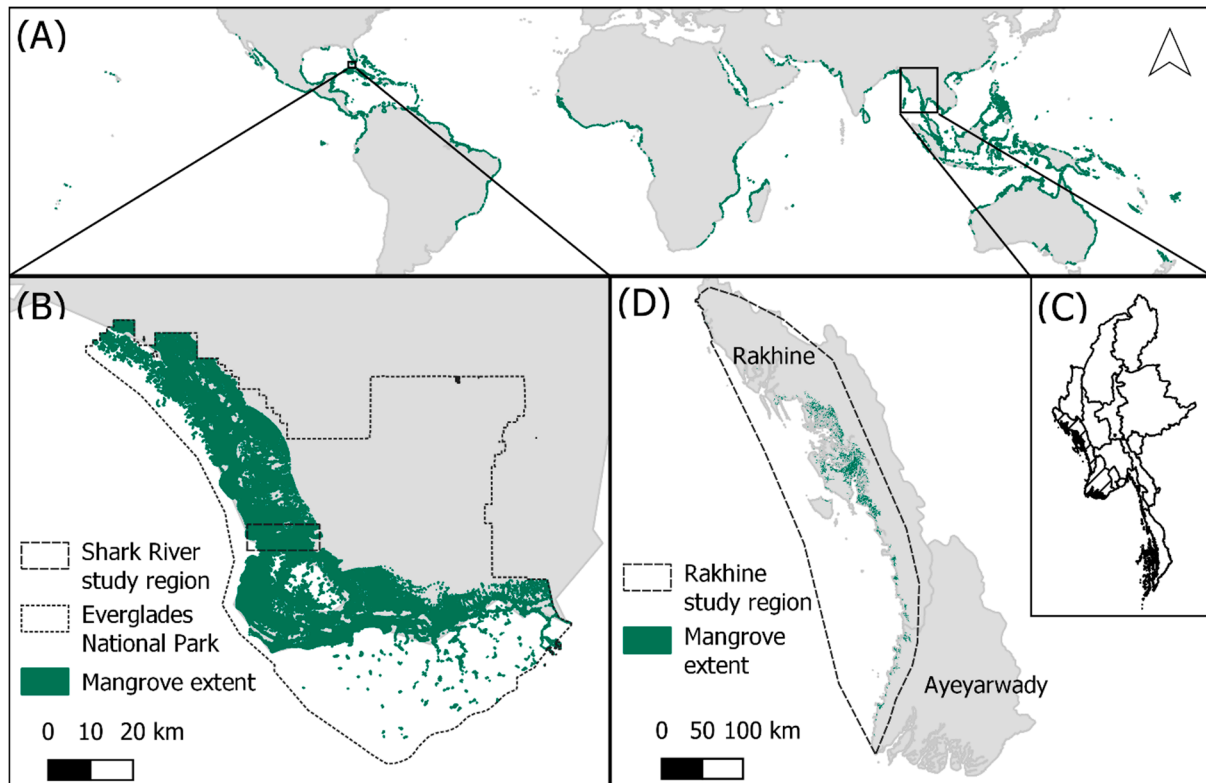 (A)
(B)
Shark River
study region
Everglades
National Park
Mangrove extent
0 10 20 km
(D)
Rakhine
Rakhine
study region
Mangrove
extent
Ayeyarwady
0 50 100 km
(C)